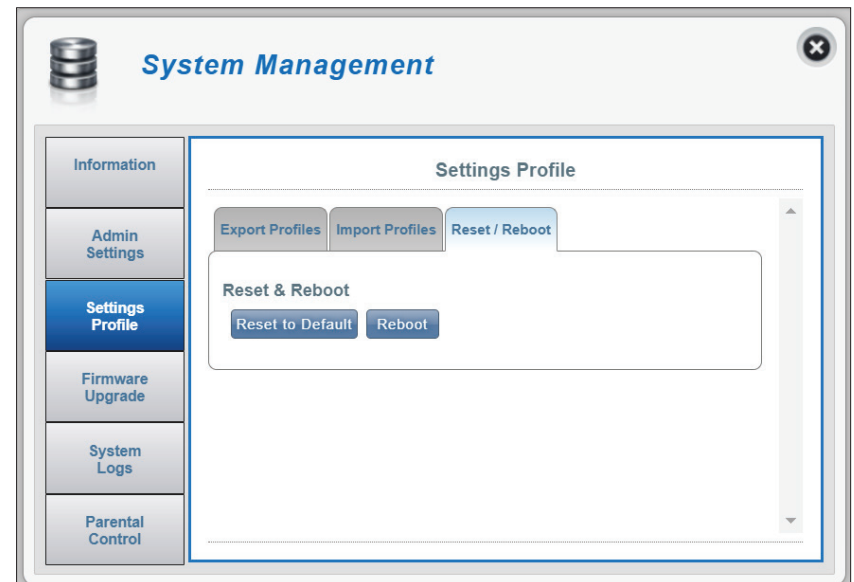 System Management
Information
Admin
Settings
Settings
Profile
Firmware
Upgrade
System
Logs
Parental
Control
Settings Profile
Export Profiles Import Profiles Reset / Reboot
Reset & Reboot
Reset to Default Reboot